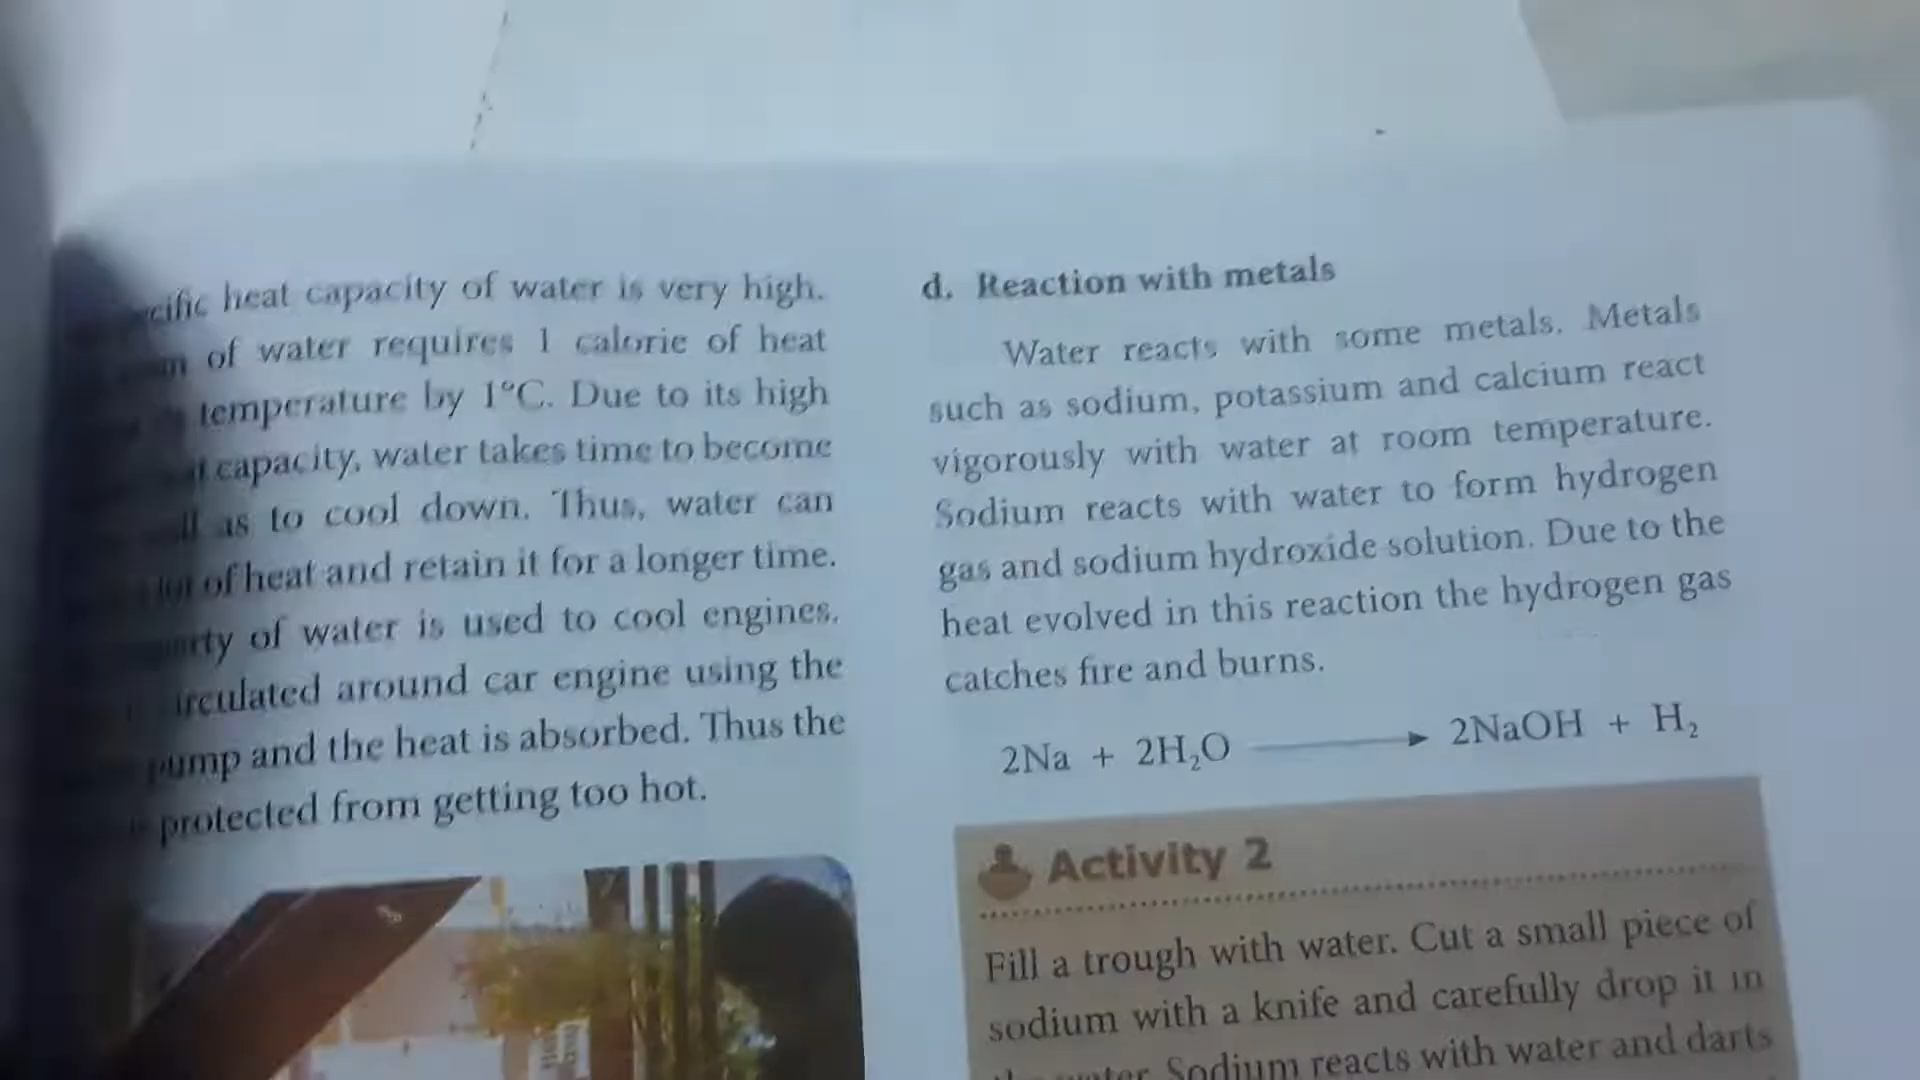 heat capacity of water is very high.
of water requires 1 calorie of heat
temperature by 1°C. Due to its high
capacity, water takes time to become
as to cool down. Thus, water can
of heat and retain it for a longer time.
of water is used to cool engines.
around car engine using the
pump and the heat is absorbed. Thus the
protected from getting too hot.
d. Reaction with metals
Water reacts with some metals. Metals
such as sodium, potassium and calcium react
vigorously with water at room temperature.
Sodium reacts with water to form hydrogen
gas and sodium hydroxide solution. Due to the
heat evolved in this reaction the hydrogen gas
catches fire and burns.
2Na + 2H₂O ⟶ 2NaOH + H₂
Activity 2
Fill a trough with water. Cut a small piece of
sodium with a knife and carefully drop it in
water. Sodium reacts with water and darts